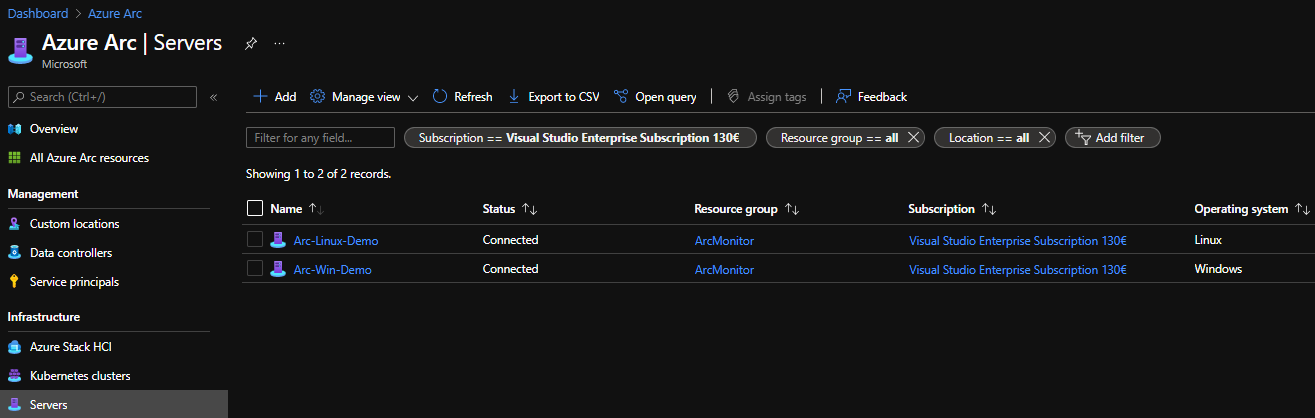 Dashboard > Azure Arc
Azure Arc | Servers
Microsoft
Search (Ctrl+/)
«
Overview
All Azure Arc resources
Management
Custom locations
Data controllers
Service principals
Infrastructure
Azure Stack HCI
Kubernetes clusters
Servers
Add Manage view Refresh Export to CSV Open query Assign tags Feedback
Filter for any field... Subscription == Visual Studio Enterprise Subscription 130€ Resource group == all Location == all Add filter
Showing 1 to 2 of 2 records.
Name Status Resource group Subscription Operating system
Arc-Linux-Demo Connected ArcMonitor Visual Studio Enterprise Subscription 130€ Linux
Arc-Win-Demo Connected ArcMonitor Visual Studio Enterprise Subscription 130€ Windows